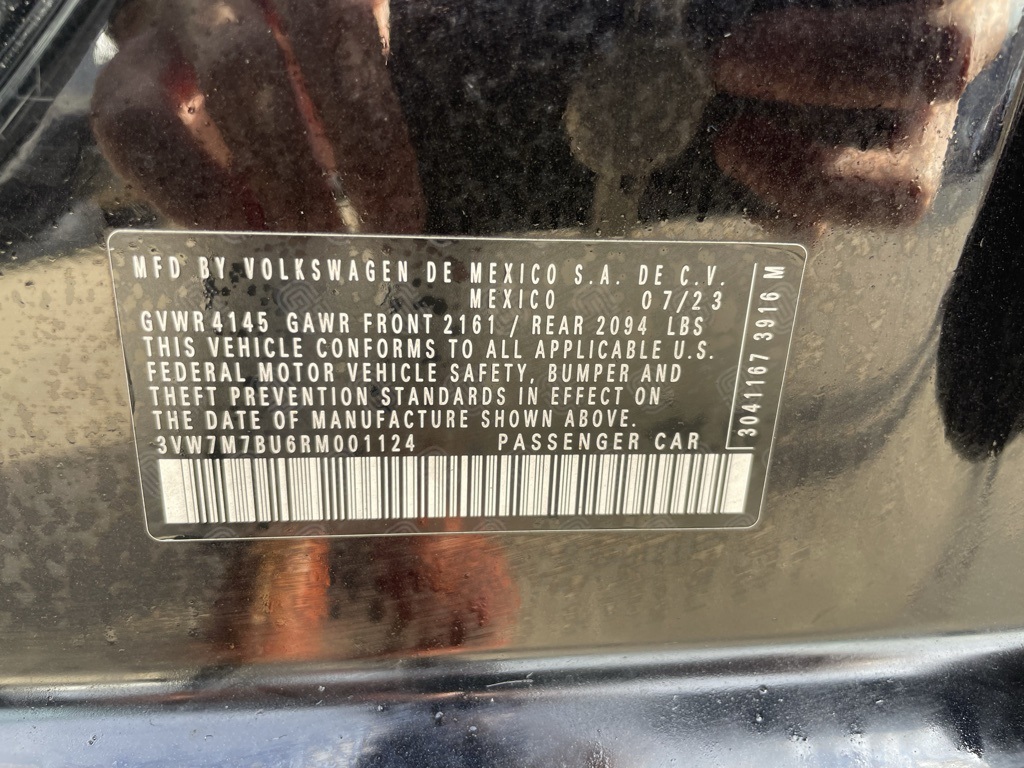 MFD BY VOLKSWAGEN DE MEXICO S.A. DE C.V.
MEXICO 07/23
GVWR 4145 GAWR FRONT 2161 / REAR 2094 LBS
THIS VEHICLE CONFORMS TO ALL APPLICABLE U.S.
FEDERAL MOTOR VEHICLE SAFETY, BUMPER AND
THEFT PREVENTION STANDARDS IN EFFECT ON
THE DATE OF MANUFACTURE SHOWN ABOVE.
3VW7M7BU6RM001124 PASSENGER CAR
3041167 3916 M